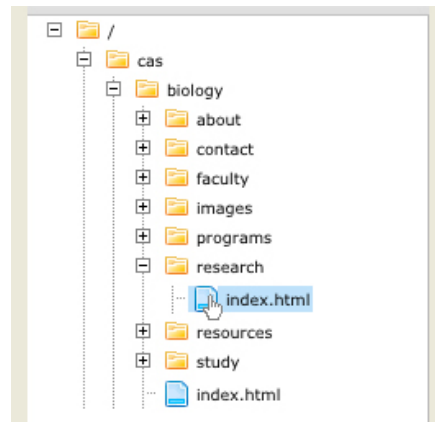 /
cas
biology
about
contact
faculty
images
programs
research
index.html
resources
study
index.html